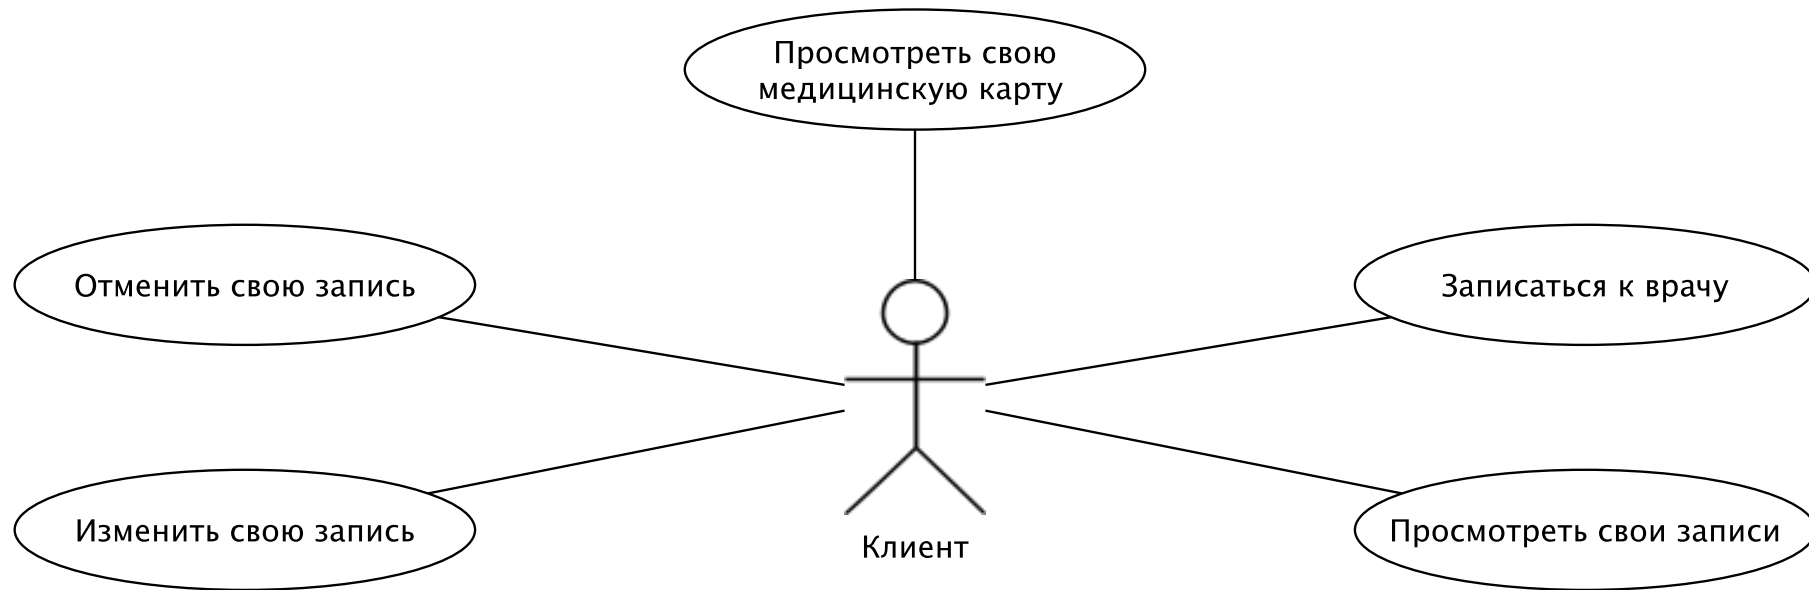 Просмотреть свою
медицинскую карту
Отменить свою запись
Записаться к врачу
Изменить свою запись
Просмотреть свои записи
Клиент